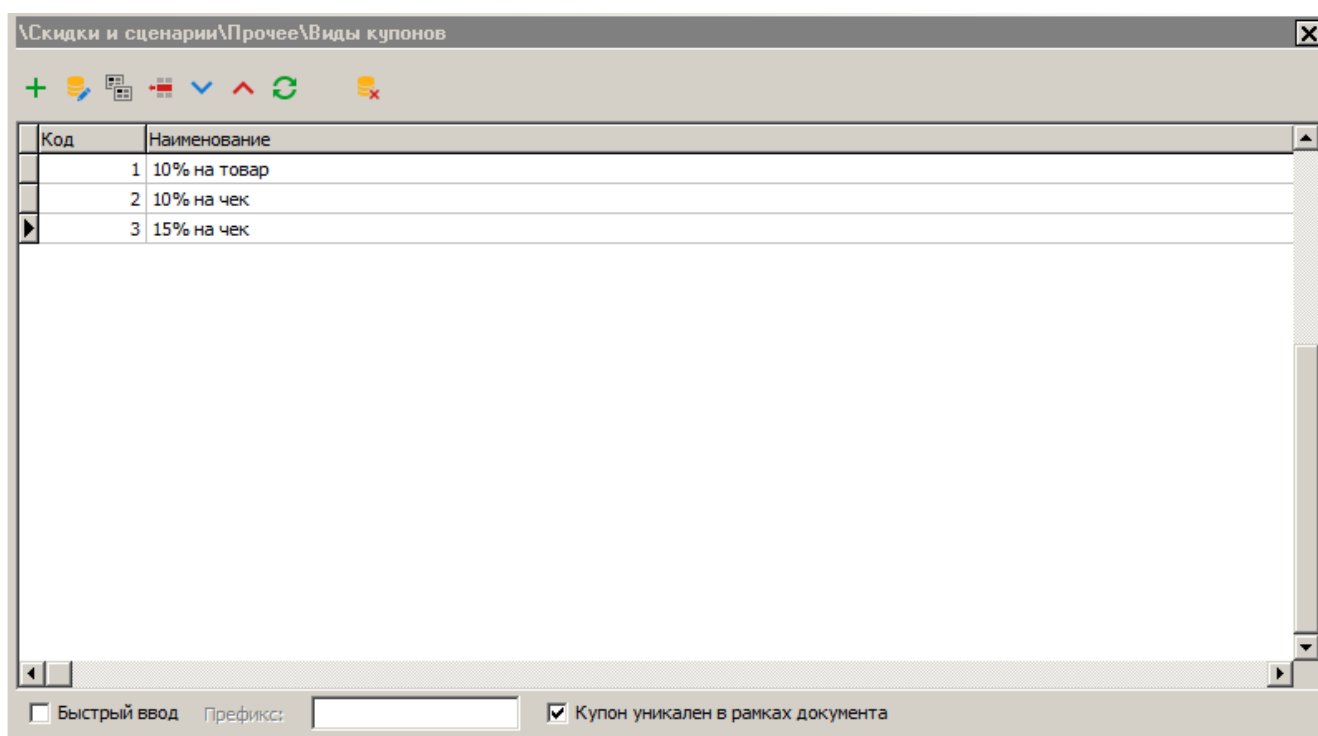 \Скидки и сценарии\Прочее\Виды купонов
Код Наименование
1 10% на товар
2 10% на чек
3 15% на чек
Быстрый ввод Префикс: Купон уникален в рамках документа